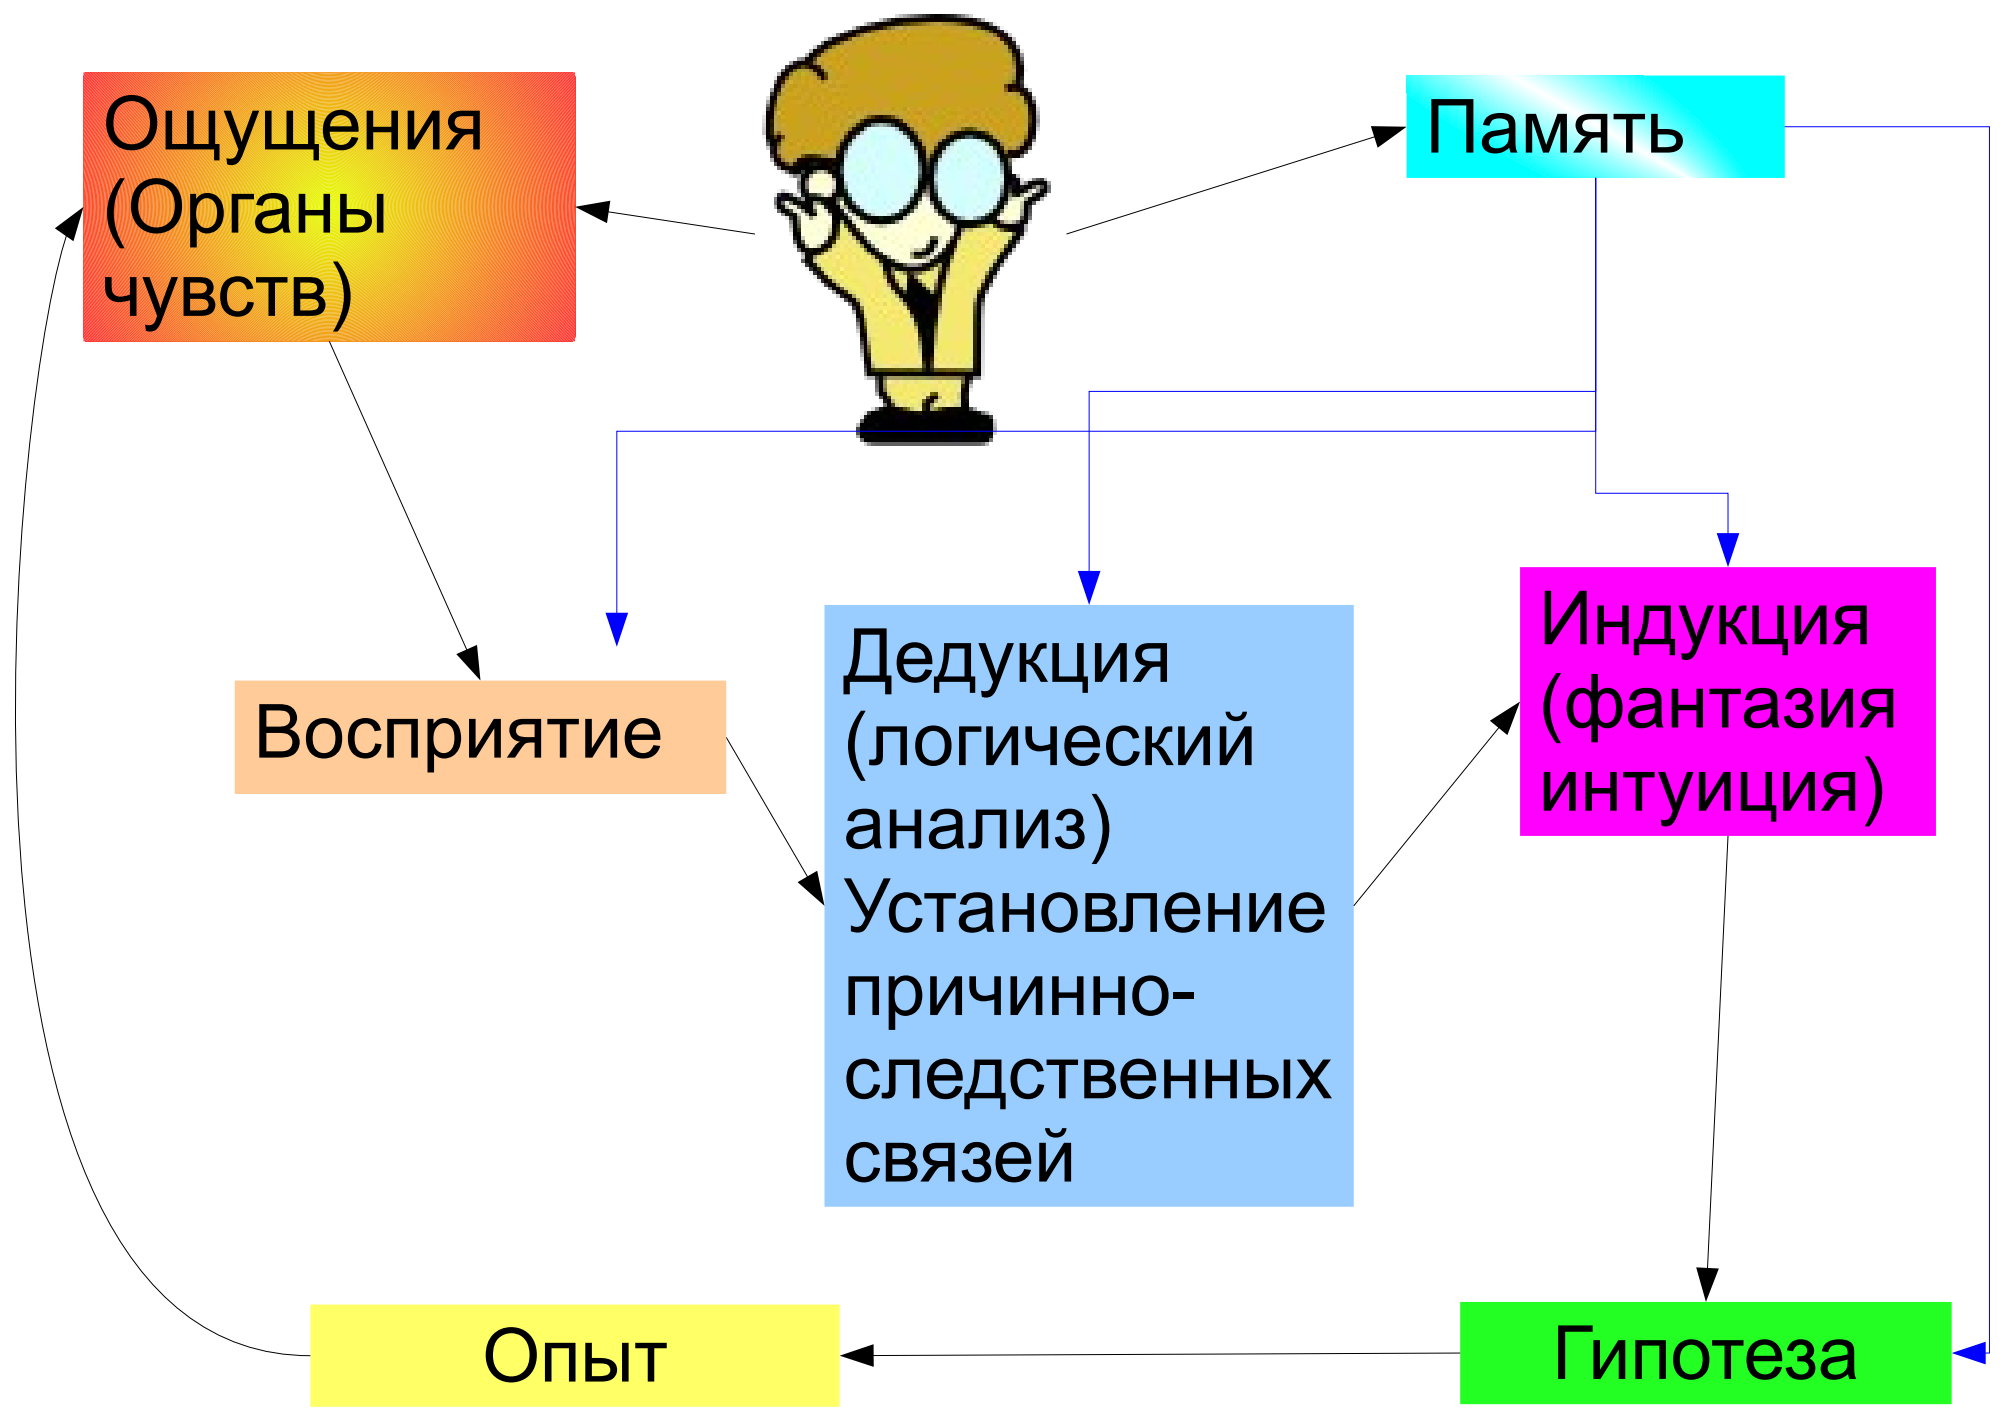 Ощущения
(Органы
чувств)
Память
Восприятие
Дедукция
(логический
анализ)
Установление
причинно-
следственных
связей
Индукция
(фантазия
интуиция)
Опыт
Гипотеза